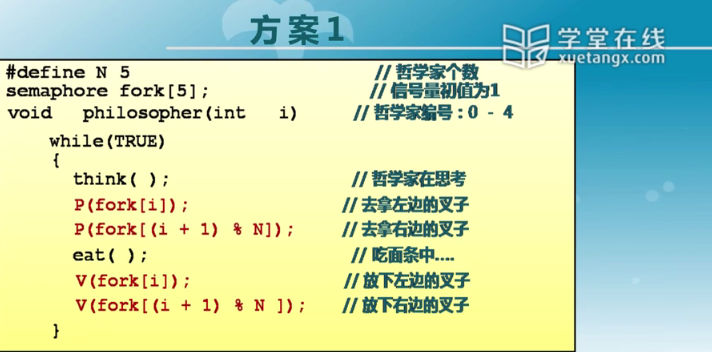 方案1
学堂在线
xuetangx.com
#define N 5 // 哲学家个数
semaphore fork[5]; // 信号量初值为1
void philosopher(int i) // 哲学家编号：0 - 4
while(TRUE)
{
think( ); // 哲学家在思考
P(fork[i]); // 去拿左边的叉子
P(fork[(i + 1) % N]); // 去拿右边的叉子
eat( ); // 吃面条中....
V(fork[i]); // 放下左边的叉子
V(fork[(i + 1) % N ]); // 放下右边的叉子
}